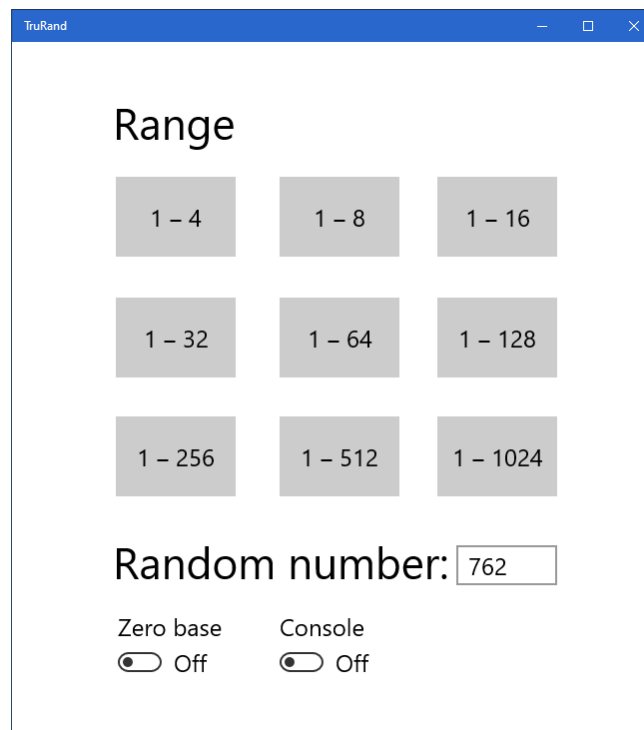 TruRand
Range
1 – 4
1 – 8
1 – 16
1 – 32
1 – 64
1 – 128
1 – 256
1 – 512
1 – 1024
Random number: 762
Zero base
Console
Off
Off